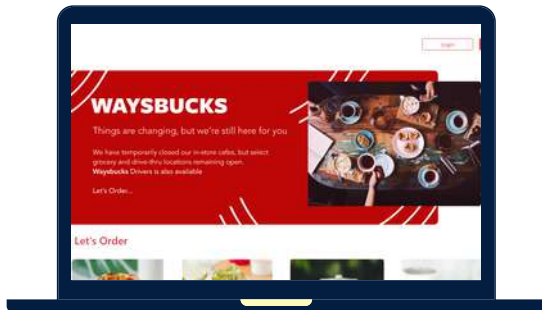 Login
WAYSBUCKS
Things are changing, but we're still here for you
We have temporarily closed our in-store cafes, but select
grocery and drive-thru locations remaining open.
Waysbucks Drivers is also available
Let's Order...
Let's Order